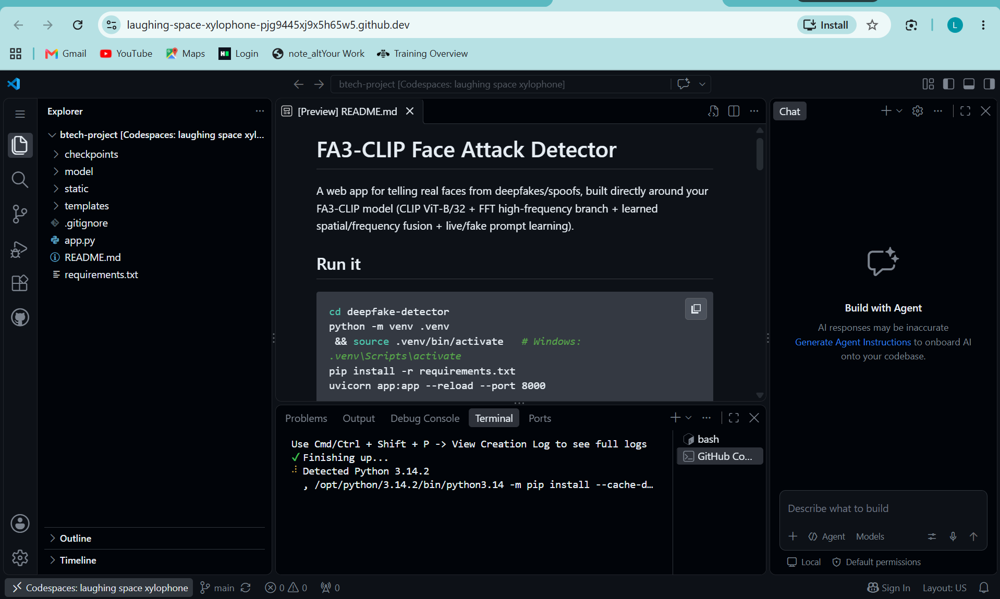 laughing-space-xylophone-pjg9445xj9x5h65w5.github.dev
Install
L
Gmail
YouTube
Maps
Login
note_altYour Work
Training Overview
btech-project [Codespaces: laughing space xylophone]
Explorer
btech-project [Codespaces: laughing space xyl...
checkpoints
model
static
templates
.gitignore
app.py
README.md
requirements.txt
Outline
Timeline
[Preview] README.md
FA3-CLIP Face Attack Detector
A web app for telling real faces from deepfakes/spoofs, built directly around your
FA3-CLIP model (CLIP ViT-B/32 + FFT high-frequency branch + learned
spatial/frequency fusion + live/fake prompt learning).
Run it
cd deepfake-detector
python -m venv .venv
&& source .venv/bin/activate # Windows:
.venv\Scripts\activate
pip install -r requirements.txt
uvicorn app:app --reload --port 8000
Problems
Output
Debug Console
Terminal
Ports
Use Cmd/Ctrl + Shift + P -> View Creation Log to see full logs
✓ Finishing up...
Detected Python 3.14.2
, /opt/python/3.14.2/bin/python3.14 -m pip install --cache-d…
bash
GitHub Co...
Chat
Build with Agent
AI responses may be inaccurate
Generate Agent Instructions to onboard AI
onto your codebase.
Describe what to build
Agent
Models
Local
Default permissions
Codespaces: laughing space xylophone
main
0
0
0
Sign In
Layout: US